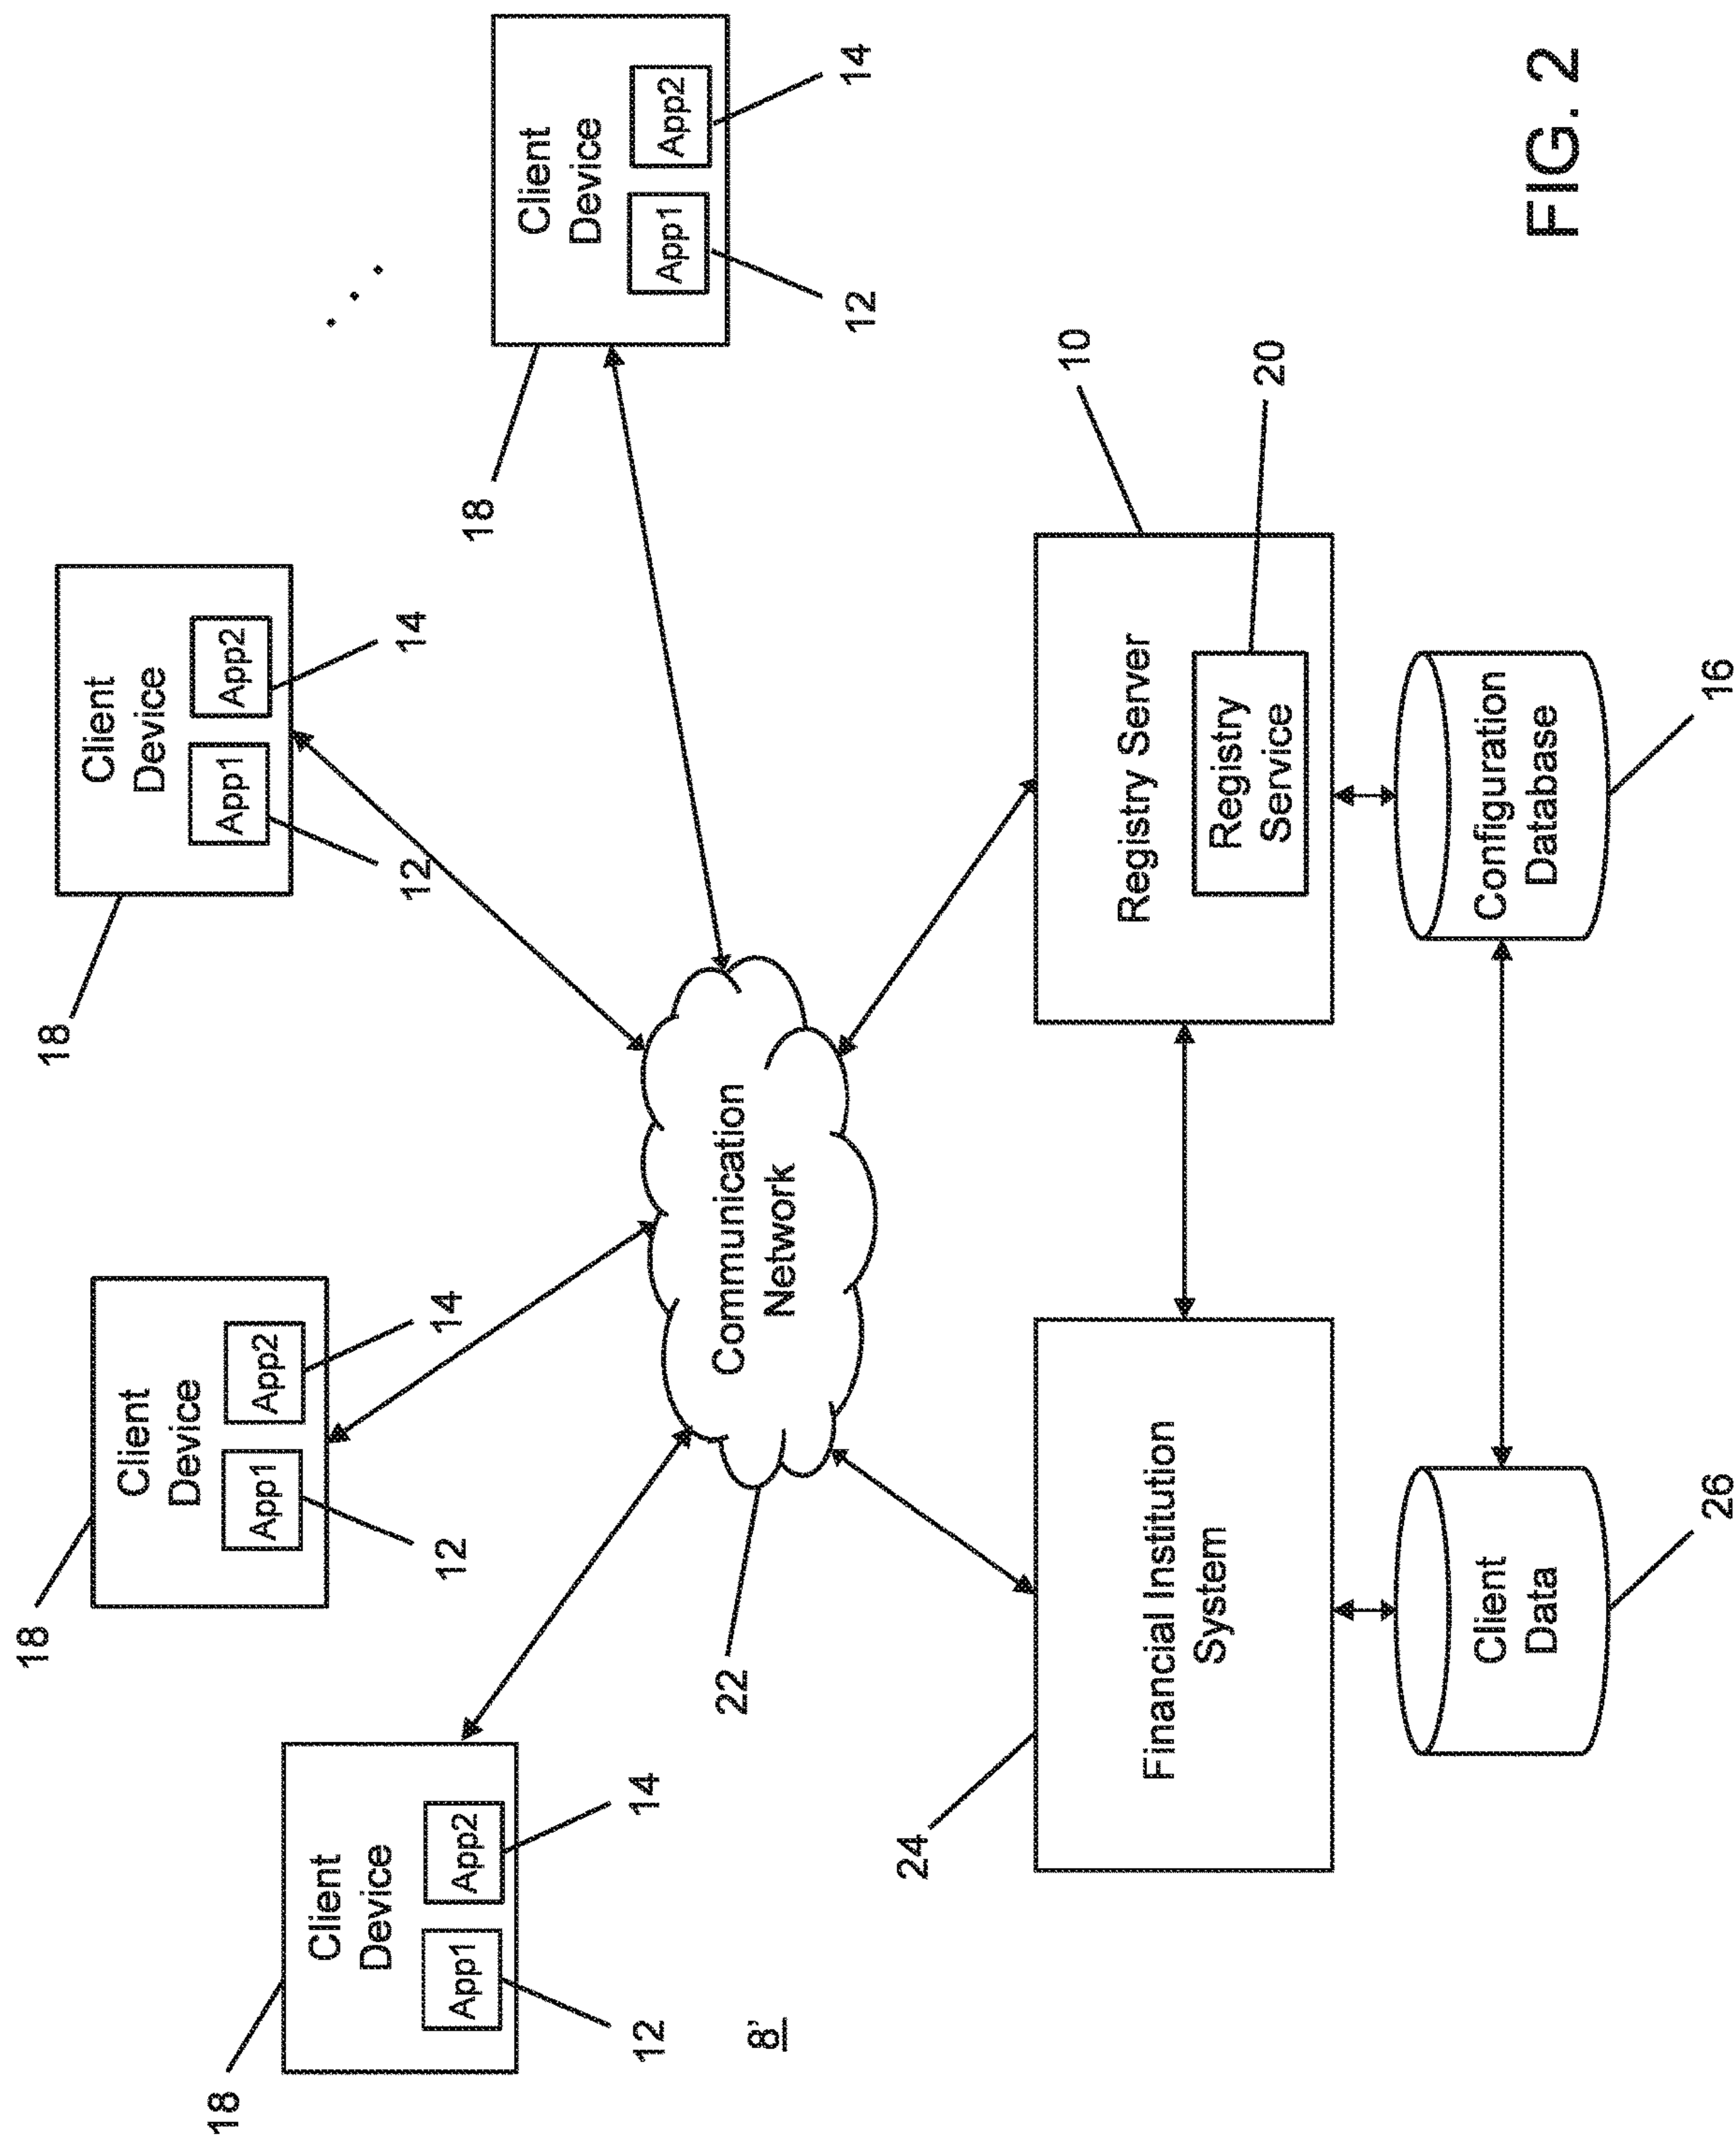 18
Client
Device
App1
App2
12
14
18
Client
Device
App1
App2
12
14
18
Client
Device
App1
App2
12
14
18
Client
Device
App1
App2
12
14
8'
22
Communication
Network
24
Financial Institution
System
10
Registry Server
Registry
Service
20
Client
Data
26
Configuration
Database
16
FIG. 2